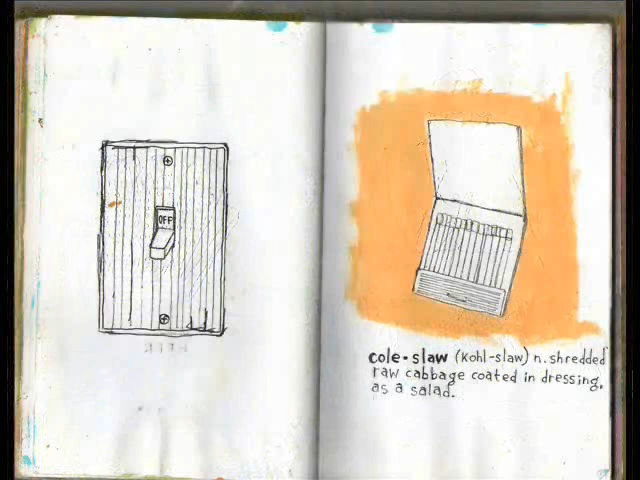 OFF
cole·slaw (kohl-slaw) n. shredded
raw cabbage coated in dressing,
as a salad.